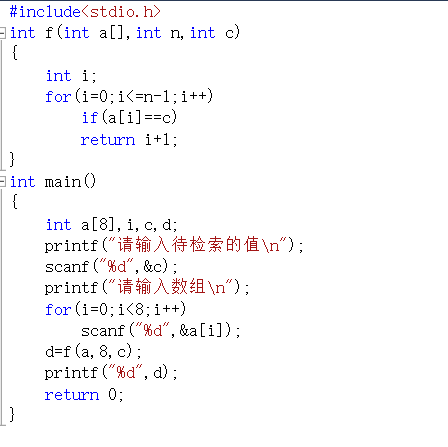 #include<stdio.h>
int f(int a[],int n,int c)
{
    int i;
    for(i=0;i<=n-1;i++)
        if(a[i]==c)
        return i+1;
}
int main()
{
    int a[8],i,c,d;
    printf("请输入待检索的值\n");
    scanf("%d",&c);
    printf("请输入数组\n");
    for(i=0;i<8;i++)
        scanf("%d",&a[i]);
    d=f(a,8,c);
    printf("%d",d);
    return 0;
}